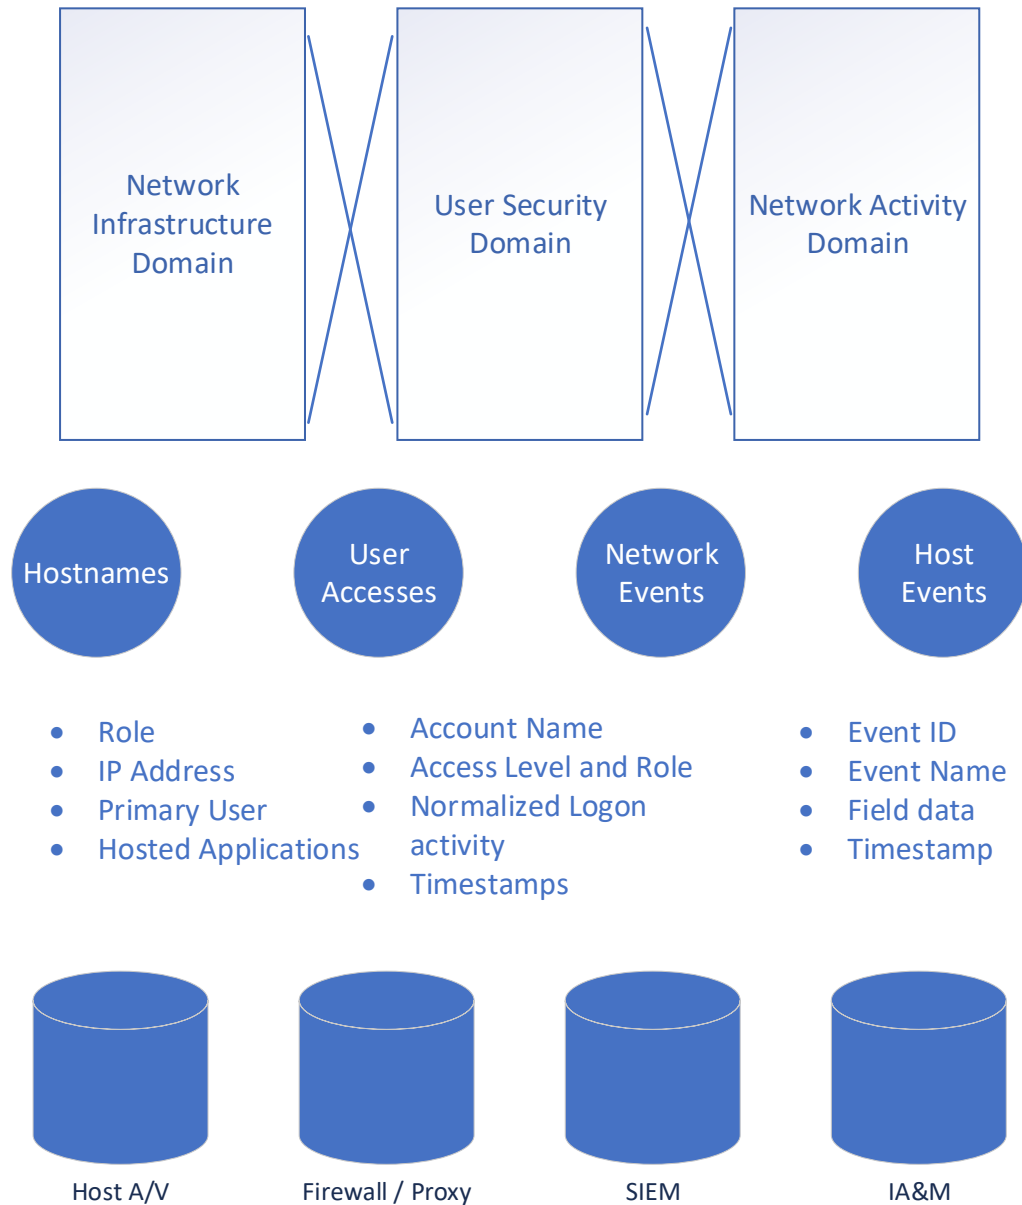 Network
Infrastructure
Domain
User Security
Domain
Network Activity
Domain
Hostnames
User
Accesses
Network
Events
Host
Events
• Role
• IP Address
• Primary User
• Hosted Applications
• Account Name
• Access Level and Role
• Normalized Logon
activity
• Timestamps
• Event ID
• Event Name
• Field data
• Timestamp
Host A/V
Firewall / Proxy
SIEM
IA&M